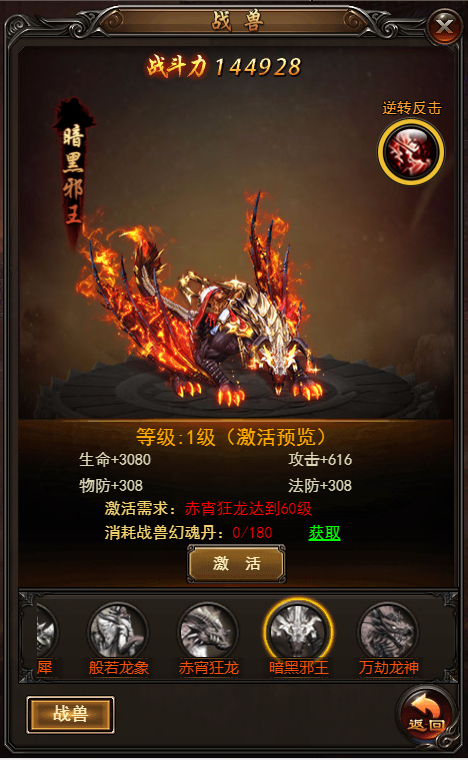 战兽
战斗力 144928
逆转反击
暗黑邪王
等级:1级（激活预览）
生命+3080 攻击+616
物防+308 法防+308
激活需求：赤宵狂龙达到60级
消耗战兽幻魂丹：0/180 获取
激活
犀 般若龙象 赤宵狂龙 暗黑邪王 万劫龙神
战兽
返回